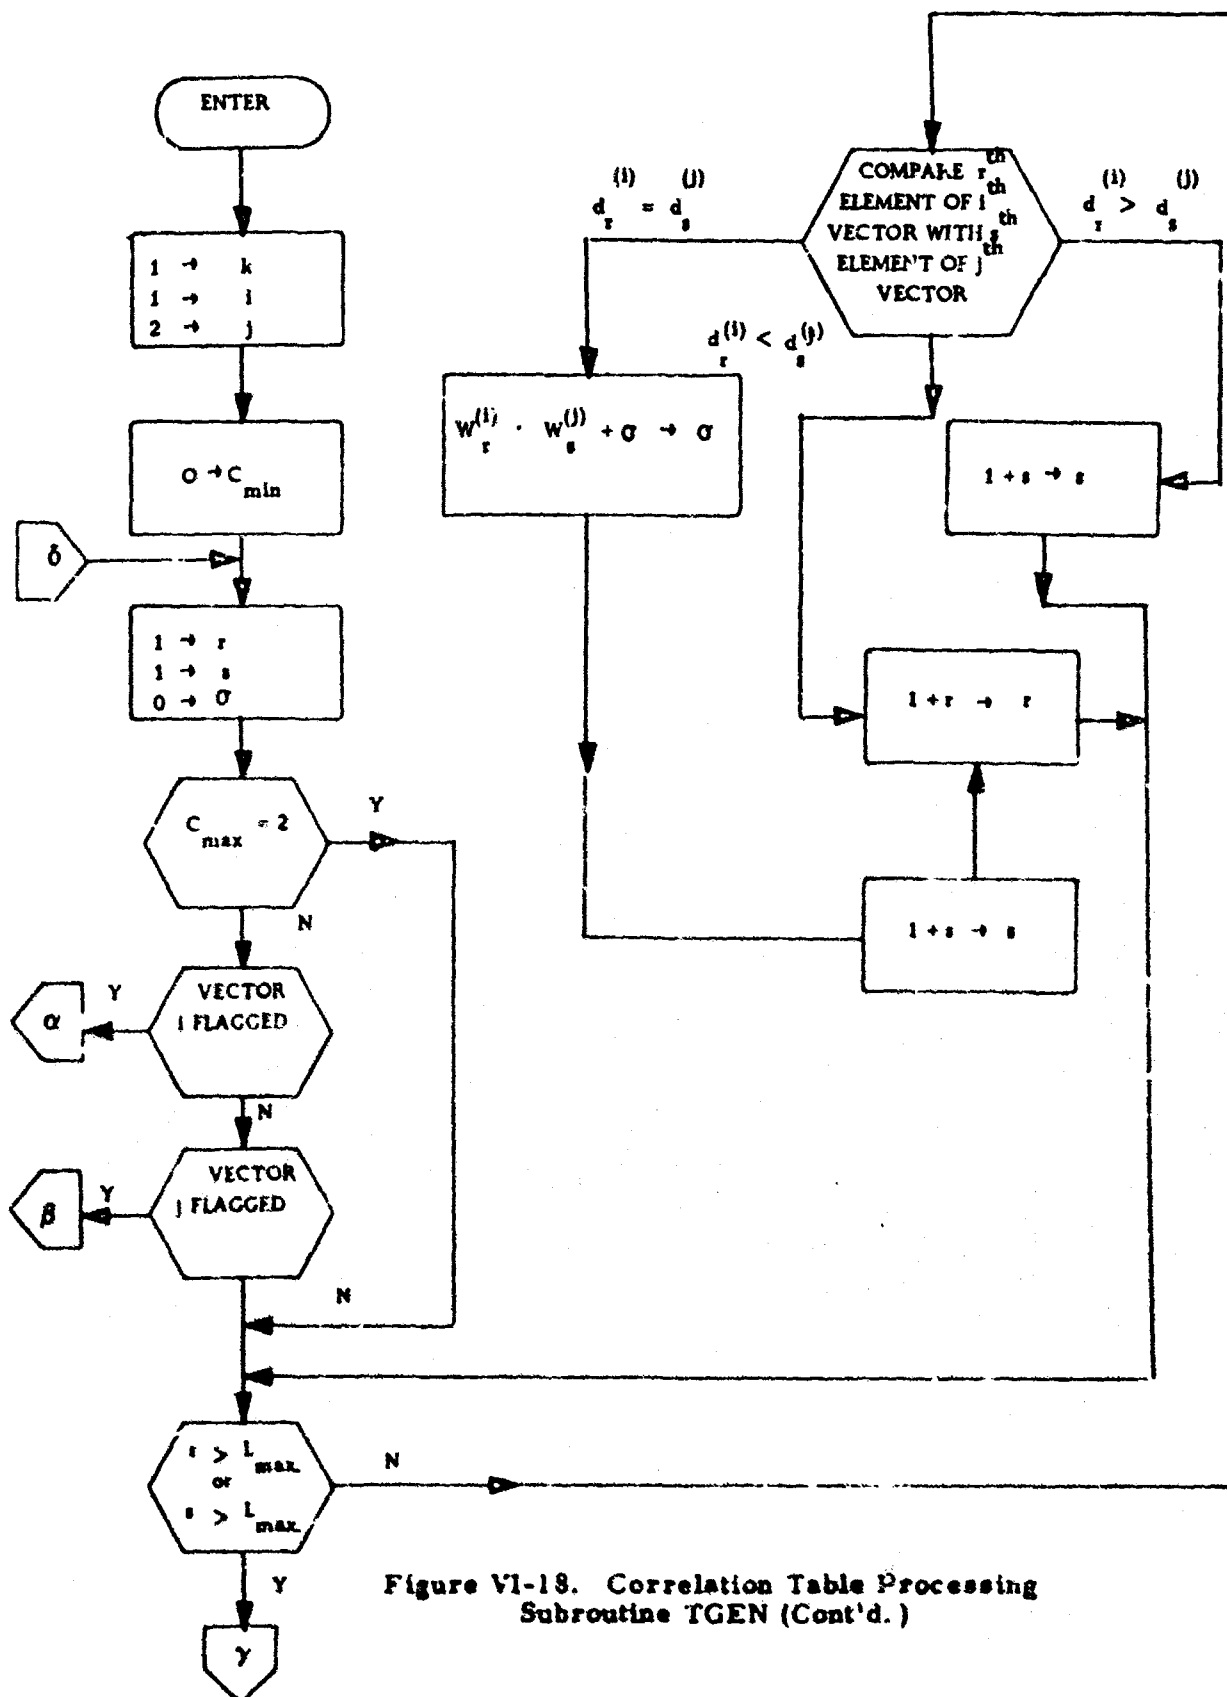 ENTER
1 → k
1 → i
2 → j
0 → C min
δ
1 → r
1 → s
0 → σ
C max = 2
Y
N
VECTOR
i FLAGGED
Y
α
N
VECTOR
j FLAGGED
Y
β
N
r > L max.
or
s > L max.
N
Y
γ
COMPARE r th
ELEMENT OF i th
VECTOR WITH s th
ELEMENT OF j th
VECTOR
d r (i) = d s (j)
d r (i) > d s (j)
d r (i) < d s (j)
W r (i) · W s (j) + σ → σ
1 + s → s
1 + r → r
1 + s → s
Figure VI-18. Correlation Table Processing
Subroutine TGEN (Cont'd.)